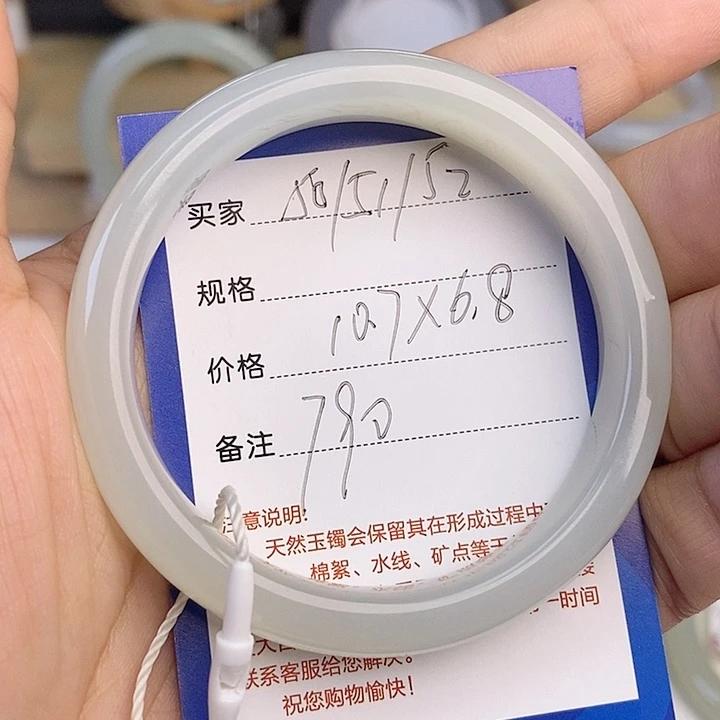 买家 50/51/52
规格
10.7×6.8
价格
790
备注
注意说明:
天然玉镯会保留其在形成过程中
棉絮、水线、矿点等
一时间
联系客服给您解决。
祝您购物愉快!